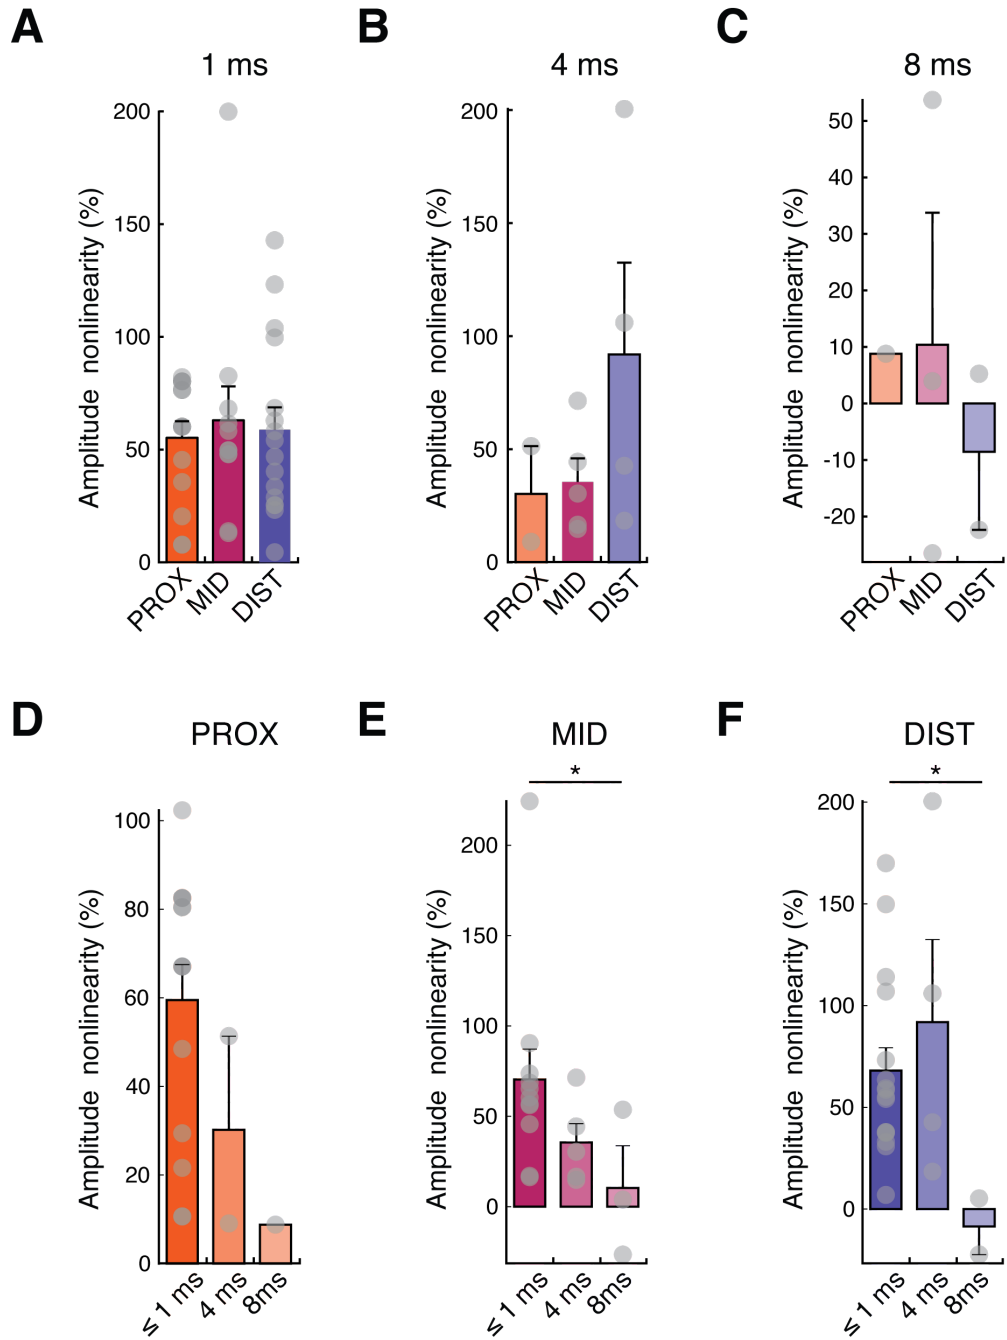 A
1 ms
Amplitude nonlinearity (%)
200
150
100
50
0
PROX
MID
DIST
B
4 ms
Amplitude nonlinearity (%)
200
150
100
50
0
PROX
MID
DIST
C
8 ms
Amplitude nonlinearity (%)
50
40
30
20
10
0
-10
-20
PROX
MID
DIST
D
PROX
Amplitude nonlinearity (%)
100
80
60
40
20
0
≤ 1 ms
4 ms
8ms
E
MID
*
Amplitude nonlinearity (%)
200
150
100
50
0
≤ 1 ms
4 ms
8ms
F
DIST
*
Amplitude nonlinearity (%)
200
150
100
50
0
≤ 1 ms
4 ms
8ms